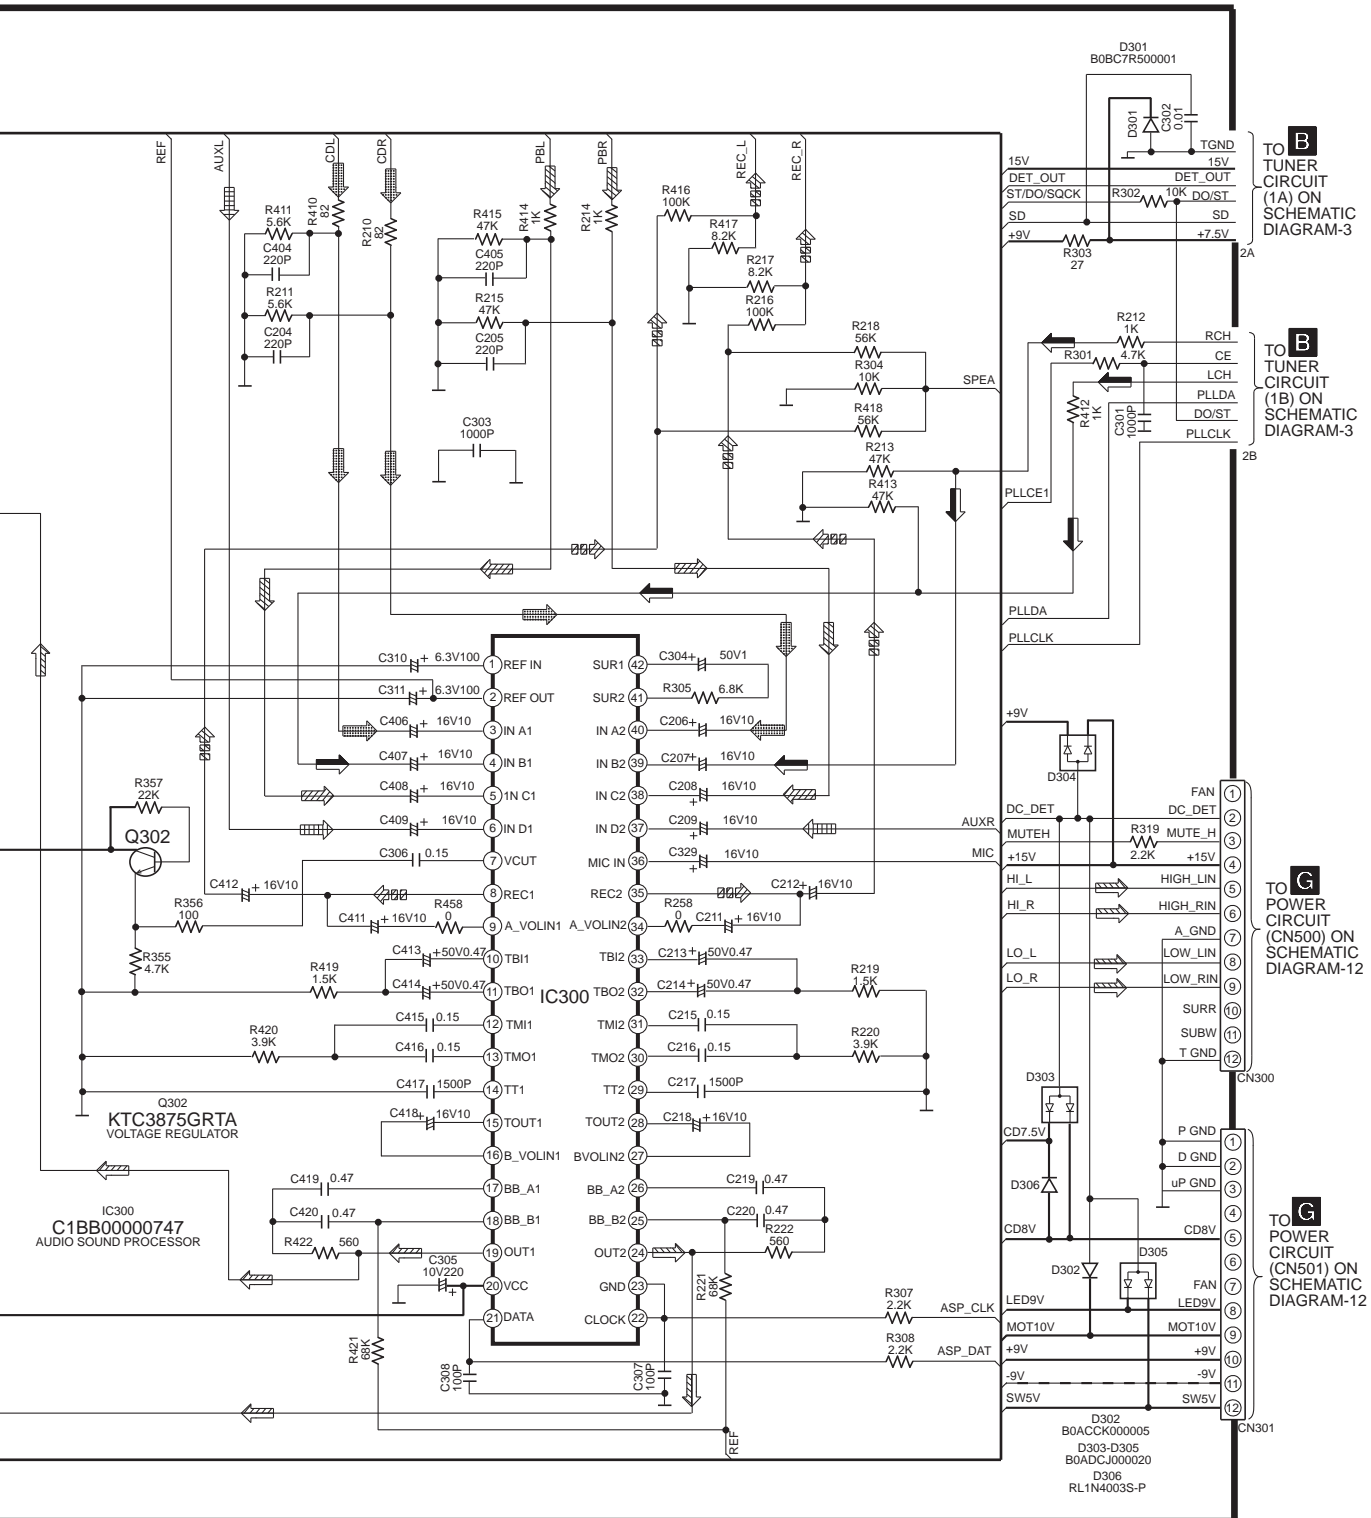 D301
B0BC7R500001
D301
C302
0.01
TGND
15V
15V
DET_OUT
DET_OUT
ST/DO/SQCK
R302
10K
DO/ST
SD
SD
+9V
R303
27
+7.5V
2A
TO B
TUNER
CIRCUIT
(1A) ON
SCHEMATIC
DIAGRAM-3
REF
AUXL
CDL
CDR
PBL
PBR
REC_L
REC_R
R411
5.6K
R410
82
C404
220P
R210
82
R211
5.6K
C204
220P
R415
47K
R414
1K
C405
220P
R214
1K
R215
47K
C205
220P
R416
100K
R417
8.2K
R217
8.2K
R216
100K
R218
56K
R304
10K
SPEA
R418
56K
R213
47K
R413
47K
C303
1000P
R212
1K
RCH
R301
4.7K
CE
LCH
R412
1K
C301
1000P
PLLDA
DO/ST
PLLCLK
2B
TO B
TUNER
CIRCUIT
(1B) ON
SCHEMATIC
DIAGRAM-3
PLLCE1
PLLDA
PLLCLK
C310 + 6.3V100 1 REF IN
C311 + 6.3V100 2 REF OUT
C406 + 16V10 3 IN A1
C407 + 16V10 4 IN B1
C408 + 16V10 5 1N C1
C409 + 16V10 6 IN D1
C306 0.15 7 VCUT
C412 + 16V10 8 REC1
C411 + 16V10 R458 0 9 A_VOLIN1
C413 +50V0.47 10 TBI1
R419
1.5K
C414 +50V0.47 11 TBO1
C415 0.15 12 TMI1
R420
3.9K
C416 0.15 13 TMO1
C417 1500P 14 TT1
C418 + 16V10 15 TOUT1
16 B_VOLIN1
C419 0.47 17 BB_A1
C420 0.47 18 BB_B1
R422 560 19 OUT1
C305
10V220
+
20 VCC
21 DATA
IC300
SUR1 42 C304 + 50V1
SUR2 41 R305 6.8K
IN A2 40 C206 + 16V10
IN B2 39 C207 + 16V10
IN C2 38 C208 + 16V10
IN D2 37 C209 + 16V10 AUXR
MIC IN 36 C329 + 16V10 MIC
REC2 35 C212 + 16V10
A_VOLIN2 34 R258 0 C211 + 16V10
TBI2 33 C213 + 50V0.47
TBO2 32 C214 + 50V0.47
R219
1.5K
TMI2 31 C215 0.15
TMO2 30 C216 0.15
R220
3.9K
TT2 29 C217 1500P
TOUT2 28 C218 +16V10
BVOLIN2 27
BB_A2 26 C219 0.47
BB_B2 25 C220 0.47
OUT2 24
R222
560
GND 23
CLOCK 22
R221
68K
R421
68K
C308
100P
C307
100P
R307
2.2K
ASP_CLK
R308
2.2K
ASP_DAT
REF
R357
22K
Q302
R356
100
R355
4.7K
Q302
KTC3875GRTA
VOLTAGE REGULATOR
IC300
C1BB00000747
AUDIO SOUND PROCESSOR
+9V
D304
FAN 1
DC_DET
DC_DET 2
MUTEH
R319
2.2K
MUTE_H 3
+15V
+15V 4
HI_L
HIGH_LIN 5
HI_R
HIGH_RIN 6
A_GND 7
LO_L
LOW_LIN 8
LO_R
LOW_RIN 9
SURR 10
SUBW 11
T GND 12
CN300
TO G
POWER
CIRCUIT
(CN500) ON
SCHEMATIC
DIAGRAM-12
D303
CD7.5V
D306
P GND 1
D GND 2
uP GND 3
4
CD8V
CD8V 5
6
D302
D305
FAN 7
LED9V
LED9V 8
MOT10V
MOT10V 9
+9V
+9V 10
-9V
-9V 11
SW5V
SW5V 12
CN301
TO G
POWER
CIRCUIT
(CN501) ON
SCHEMATIC
DIAGRAM-12
D302
B0ACCK000005
D303-D305
B0ADCJ000020
D306
RL1N4003S-P